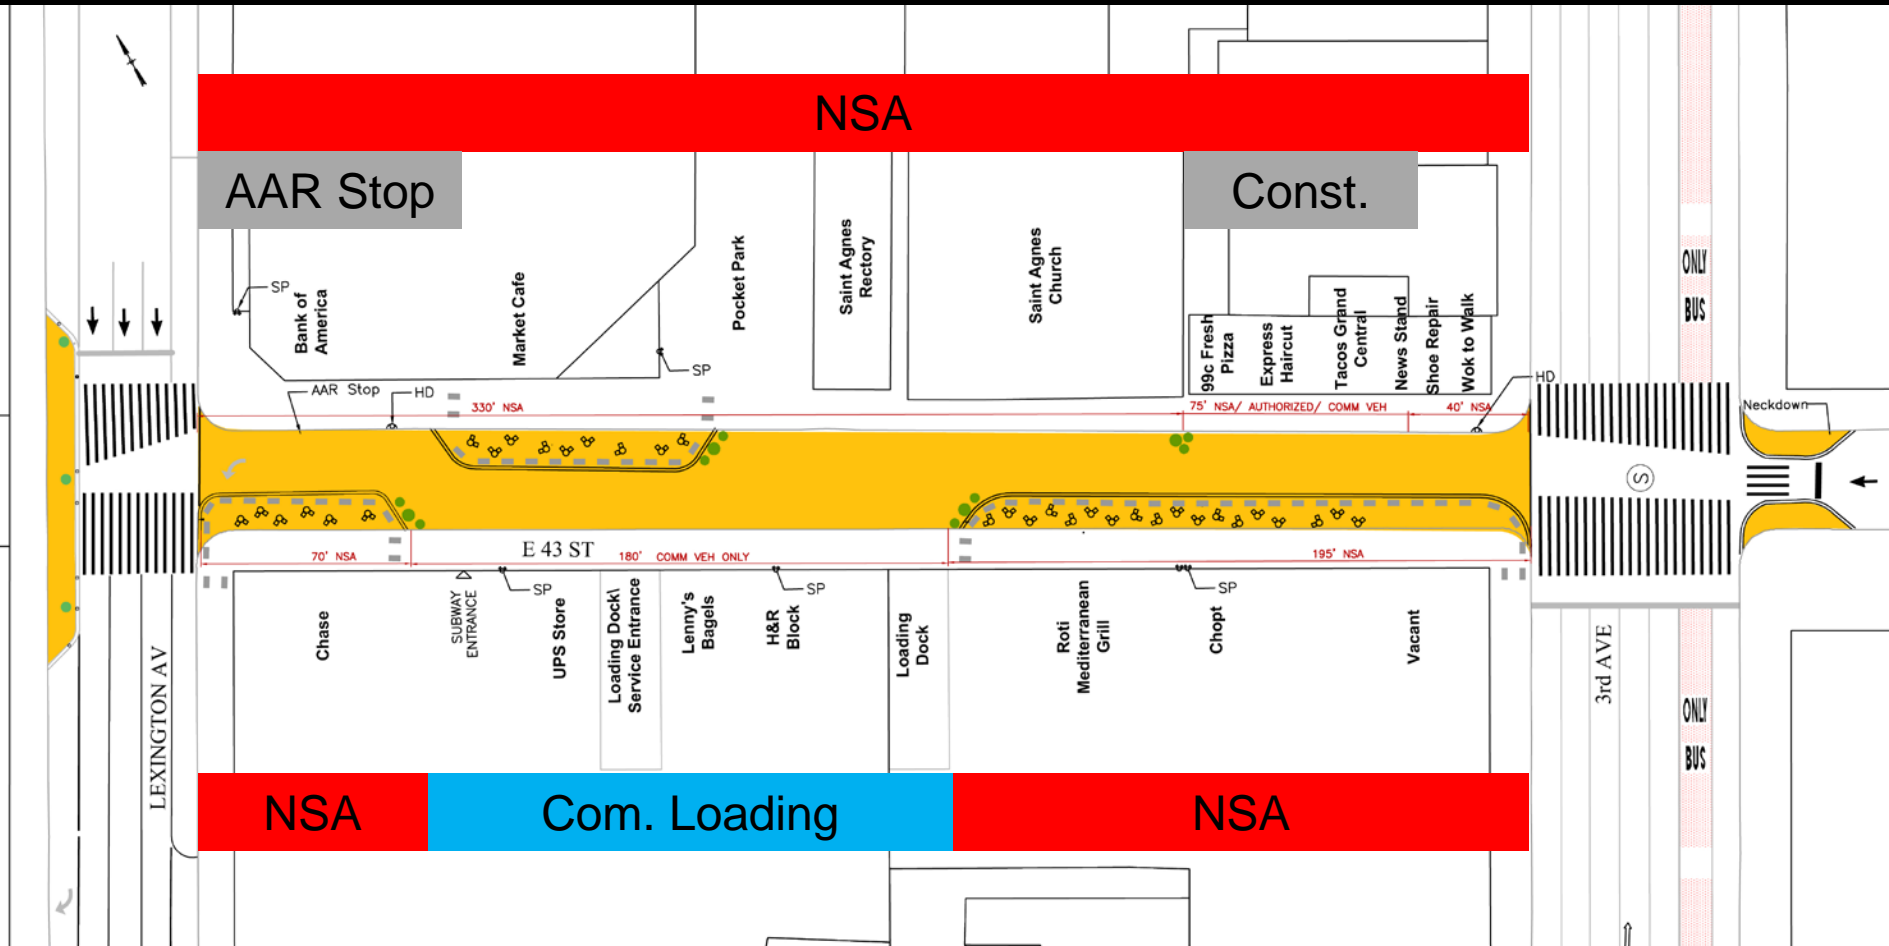 NSA
AAR Stop
Const.
SP
Bank of
America
Market Cafe
SP
Pocket Park
Saint Agnes
Rectory
Saint Agnes
Church
99c Fresh
Pizza
Express
Haircut
Tacos Grand
Central
News Stand
Shoe Repair
Wok to Walk
ONLY
BUS
AAR Stop
HD
330' NSA
75' NSA/ AUTHORIZED/ COMM VEH
40' NSA
HD
Neckdown
S
70' NSA
E 43 ST
180' COMM VEH ONLY
195' NSA
Chase
SUBWAY
ENTRANCE
SP
UPS Store
Loading Dock\
Service Entrance
Lenny's
Bagels
H&R
Block
SP
Loading
Dock
Roti
Mediterranean
Grill
SP
Chopt
Vacant
LEXINGTON AV
3rd AVE
ONLY
BUS
NSA
Com. Loading
NSA